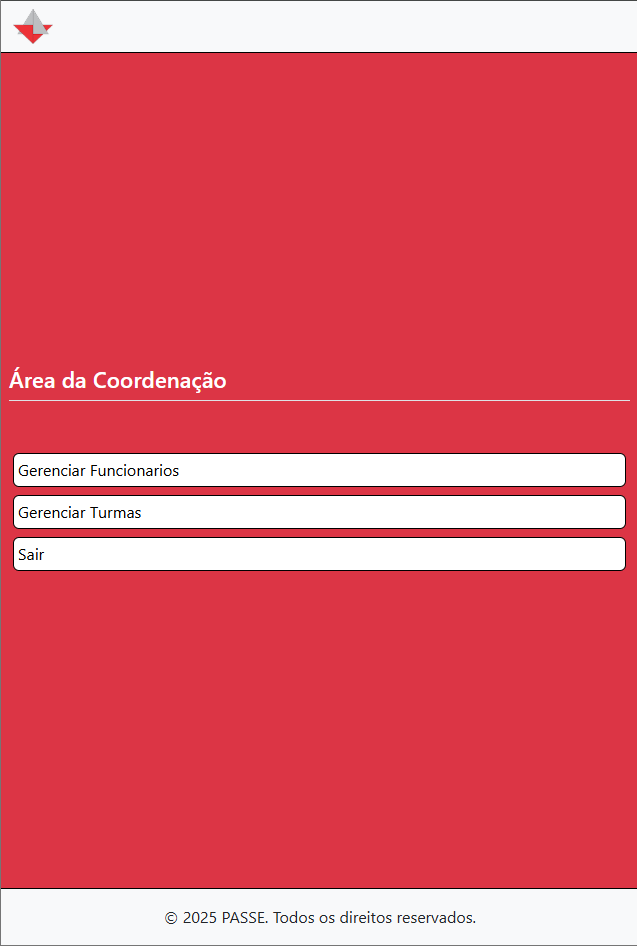 Área da Coordenação
Gerenciar Funcionarios
Gerenciar Turmas
Sair
© 2025 PASSE. Todos os direitos reservados.